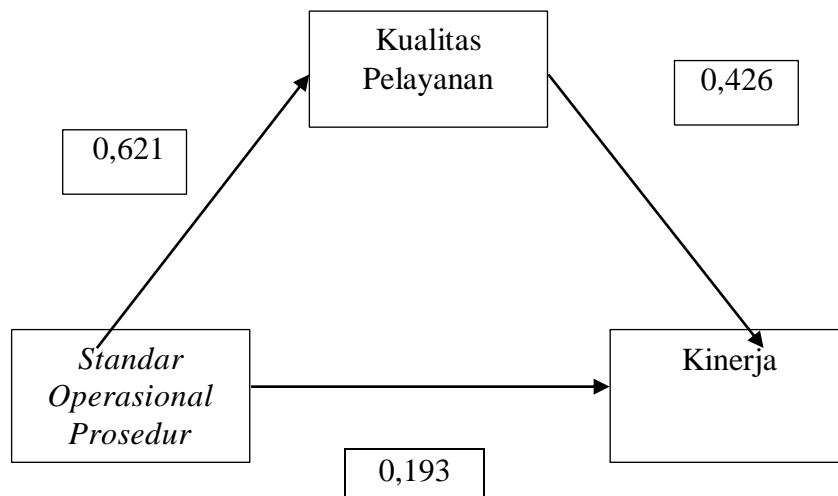 Kualitas
Pelayanan
0,426
0,621
Standar
Operasional
Prosedur
Kinerja
0,193